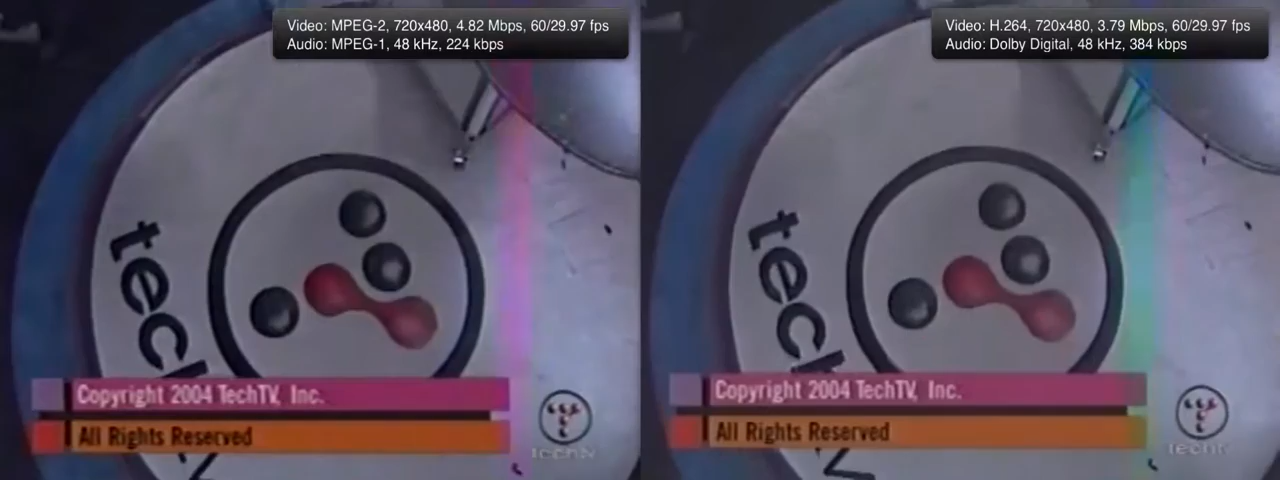 Video: MPEG-2, 720x480, 4.82 Mbps, 60/29.97 fps
Audio: MPEG-1, 48 kHz, 224 kbps
tech
Copyright 2004 TechTV, Inc.
All Rights Reserved
techtv
Video: H.264, 720x480, 3.79 Mbps, 60/29.97 fps
Audio: Dolby Digital, 48 kHz, 384 kbps
tech V
Copyright 2004 TechTV, Inc.
All Rights Reserved
techtv